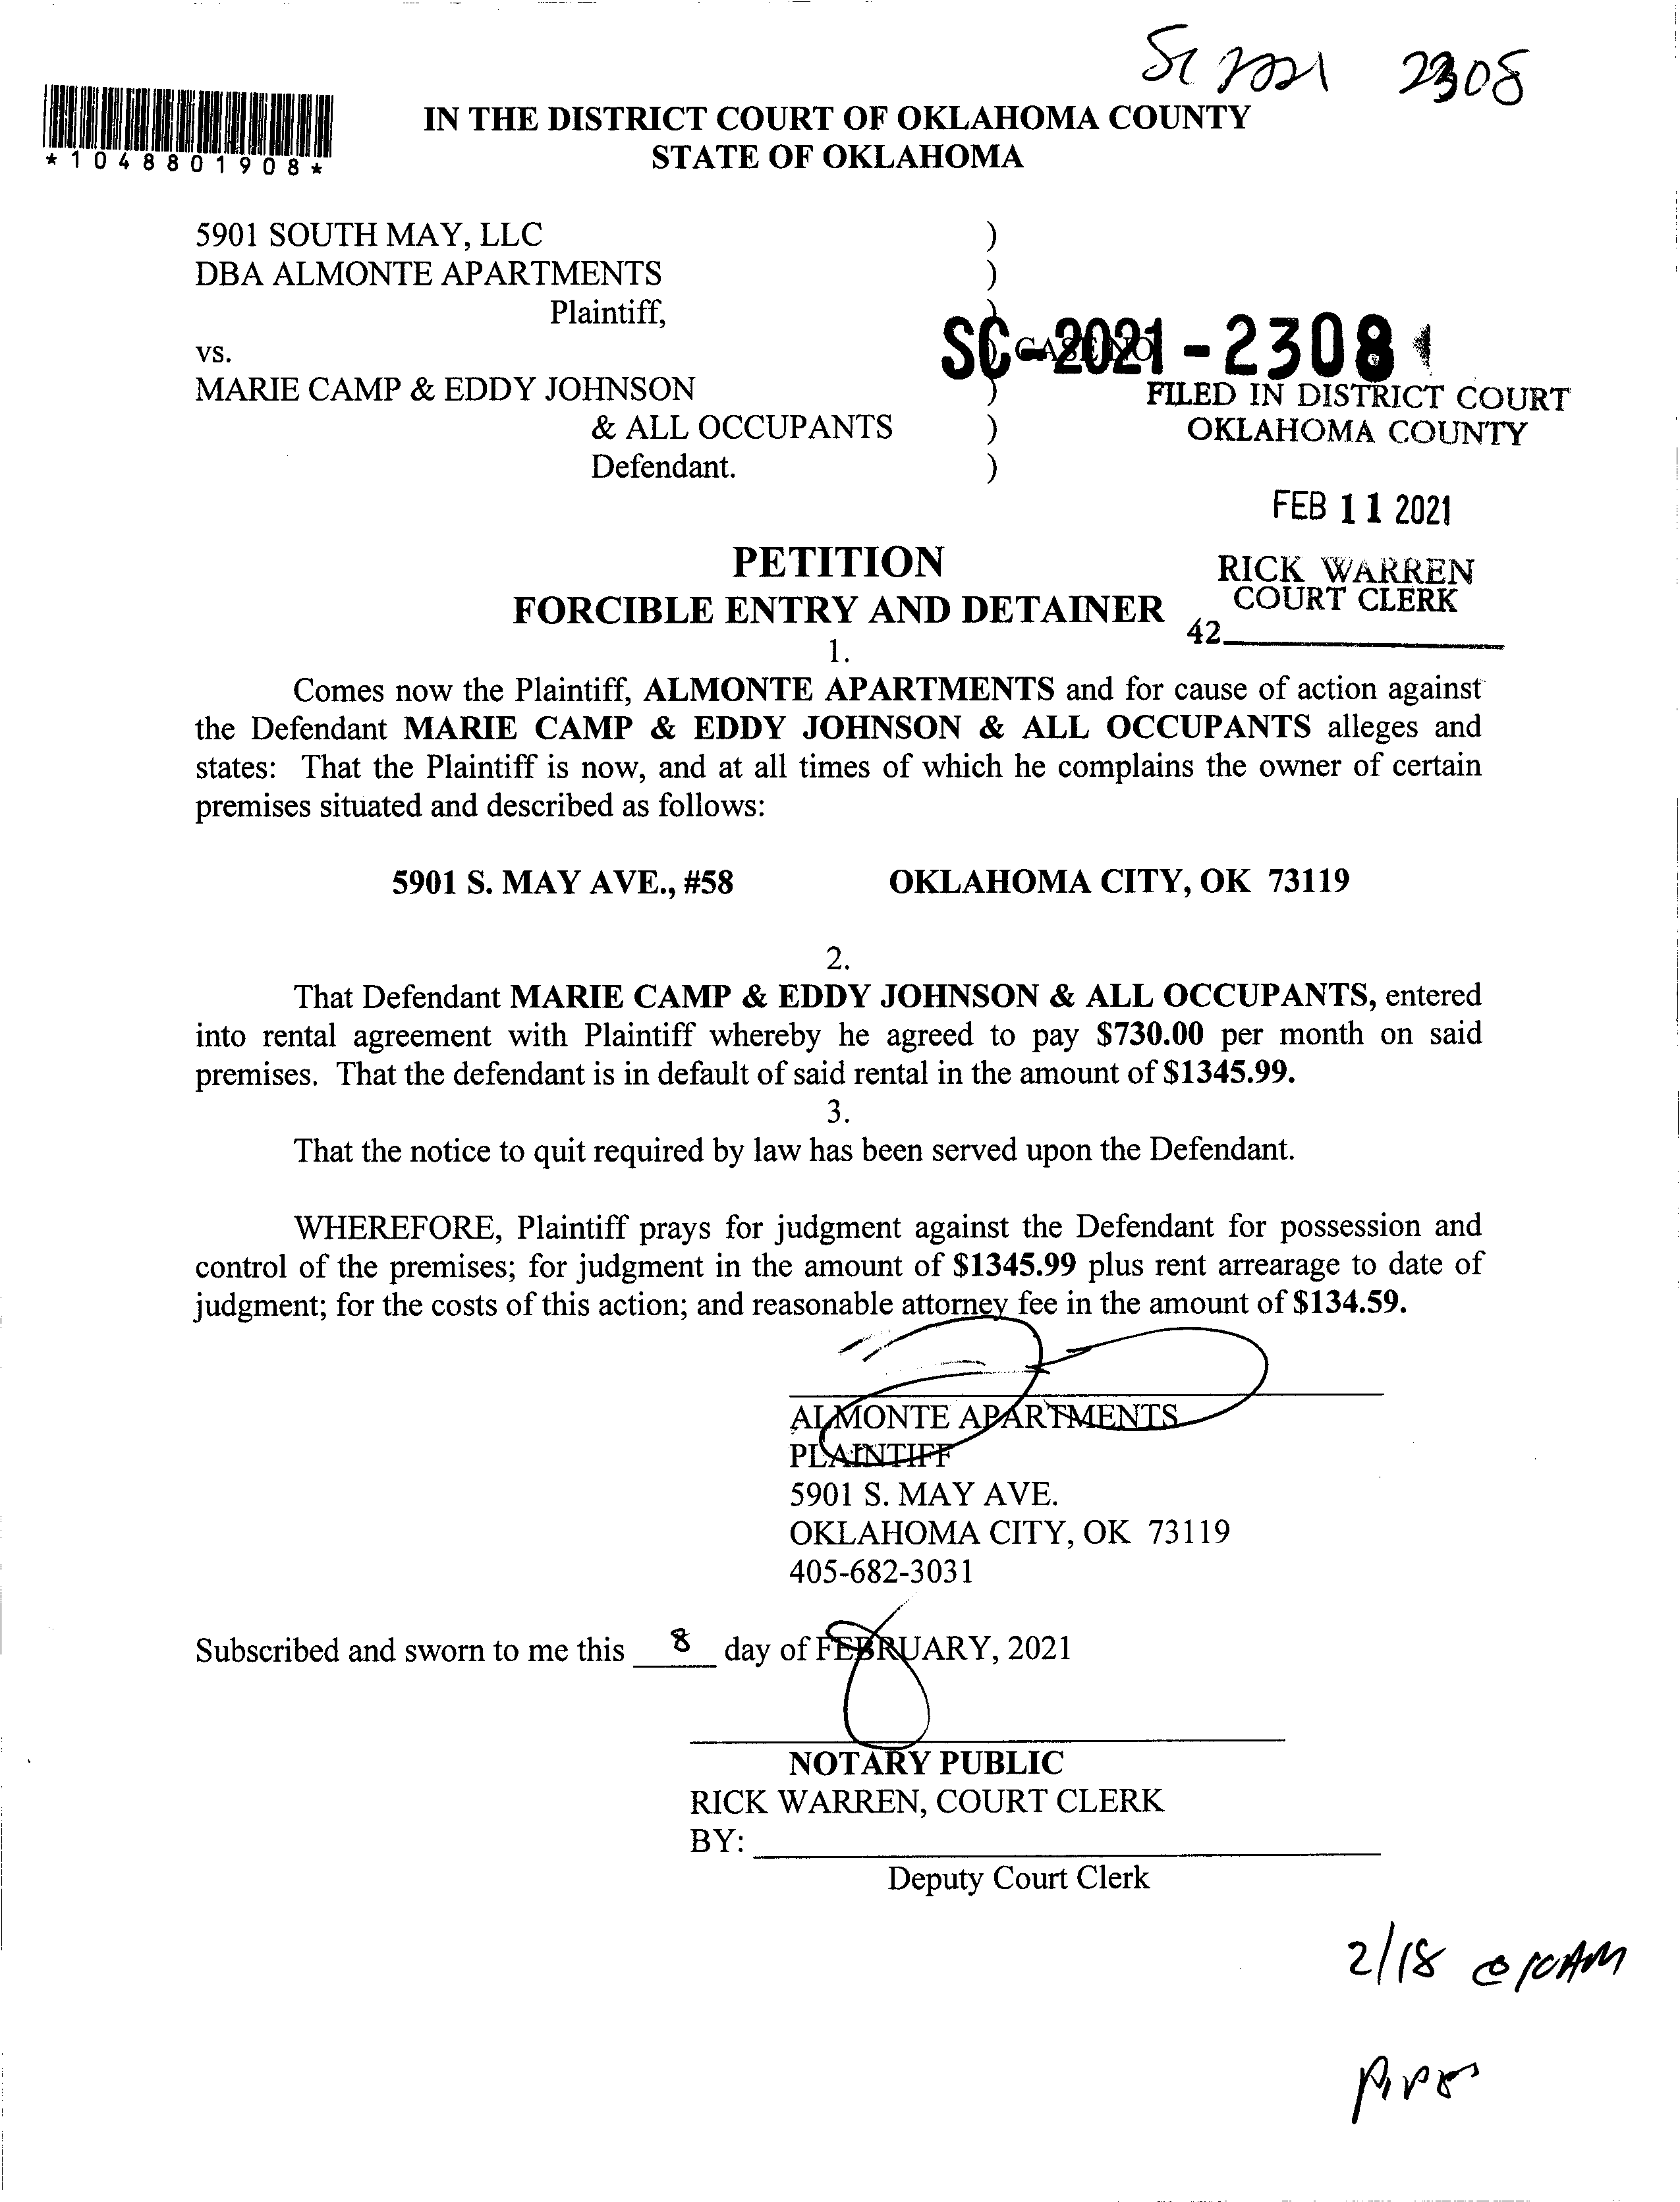 SC 2021 2308
*1048801908*
IN THE DISTRICT COURT OF OKLAHOMA COUNTY
STATE OF OKLAHOMA
5901 SOUTH MAY, LLC )
DBA ALMONTE APARTMENTS )
Plaintiff, )
vs. ) CASE NO
SC-2021-2308
MARIE CAMP & EDDY JOHNSON )
& ALL OCCUPANTS )
Defendant. )
FILED IN DISTRICT COURT
OKLAHOMA COUNTY
FEB 11 2021
RICK WARREN
COURT CLERK
42
PETITION
FORCIBLE ENTRY AND DETAINER
1.
Comes now the Plaintiff, ALMONTE APARTMENTS and for cause of action against
the Defendant MARIE CAMP & EDDY JOHNSON & ALL OCCUPANTS alleges and
states: That the Plaintiff is now, and at all times of which he complains the owner of certain
premises situated and described as follows:
5901 S. MAY AVE., #58 OKLAHOMA CITY, OK 73119
2.
That Defendant MARIE CAMP & EDDY JOHNSON & ALL OCCUPANTS, entered
into rental agreement with Plaintiff whereby he agreed to pay $730.00 per month on said
premises. That the defendant is in default of said rental in the amount of $1345.99.
3.
That the notice to quit required by law has been served upon the Defendant.
WHEREFORE, Plaintiff prays for judgment against the Defendant for possession and
control of the premises; for judgment in the amount of $1345.99 plus rent arrearage to date of
judgment; for the costs of this action; and reasonable attorney fee in the amount of $134.59.
ALMONTE APARTMENTS
PLAINTIFF
5901 S. MAY AVE.
OKLAHOMA CITY, OK 73119
405-682-3031
Subscribed and sworn to me this 8 day of FEBRUARY, 2021
NOTARY PUBLIC
RICK WARREN, COURT CLERK
BY:
Deputy Court Clerk
2/18 @ 10AM